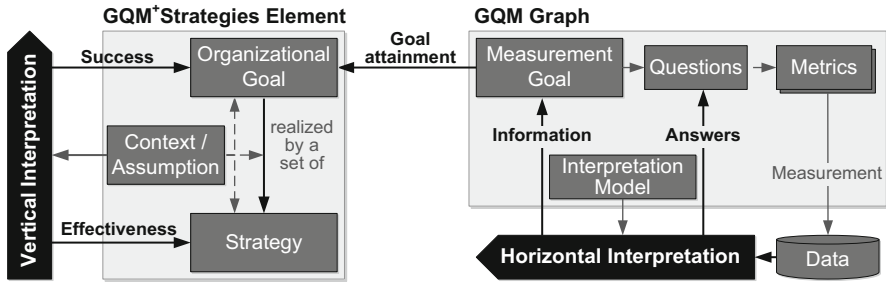 GQM+Strategies Element
GQM Graph
Vertical Interpretation
Success
Organizational
Goal
Goal
attainment
Measurement
Goal
Questions
Metrics
Context /
Assumption
realized
by a
set of
Information
Answers
Interpretation
Model
Measurement
Effectiveness
Strategy
Horizontal Interpretation
Data